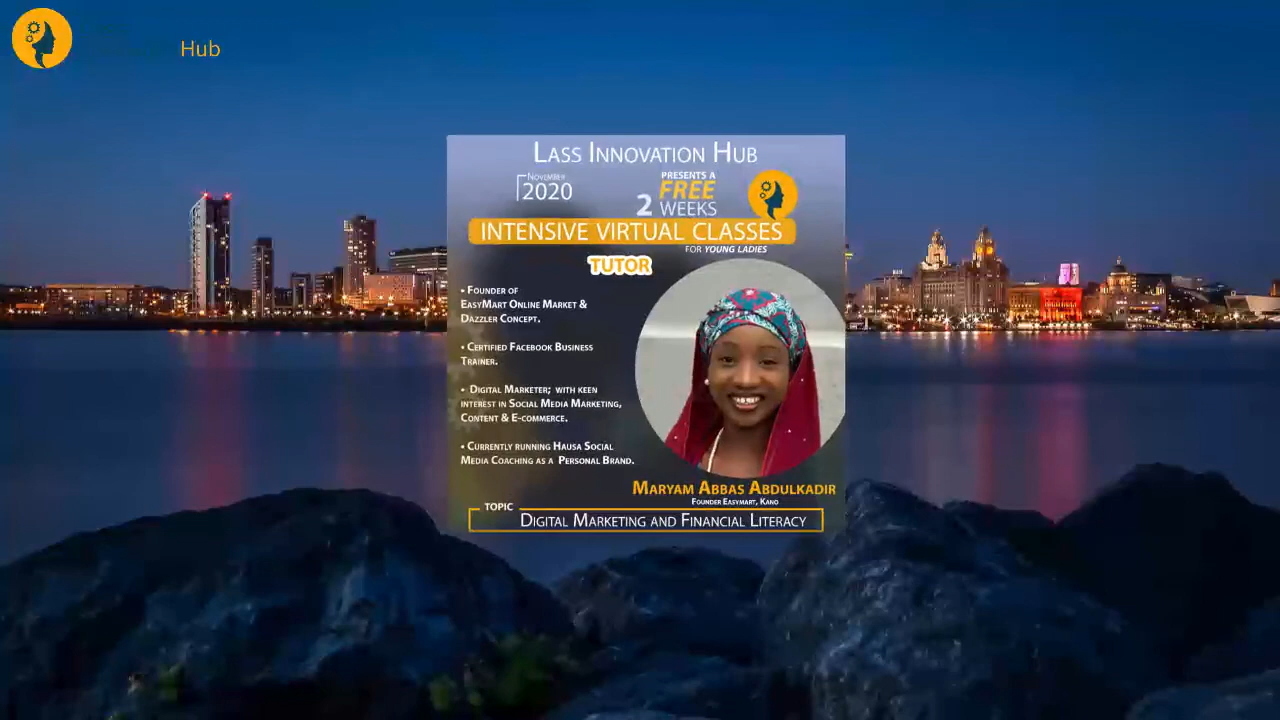 Hub
Lass Innovation Hub
November
2020
PRESENTS A
FREE
2 WEEKS
INTENSIVE VIRTUAL CLASSES
FOR YOUNG LADIES
TUTOR
• Founder of
EasyMart Online Market &
Dazzler Concept.
• Certified Facebook Business
Trainer.
• Digital Marketer; with keen
interest in Social Media Marketing,
Content & E-commerce.
• Currently running Hausa Social
Media Coaching as a Personal Brand.
Maryam Abbas Abdulkadir
Founder Easymart, Kano
TOPIC
Digital Marketing and Financial Literacy